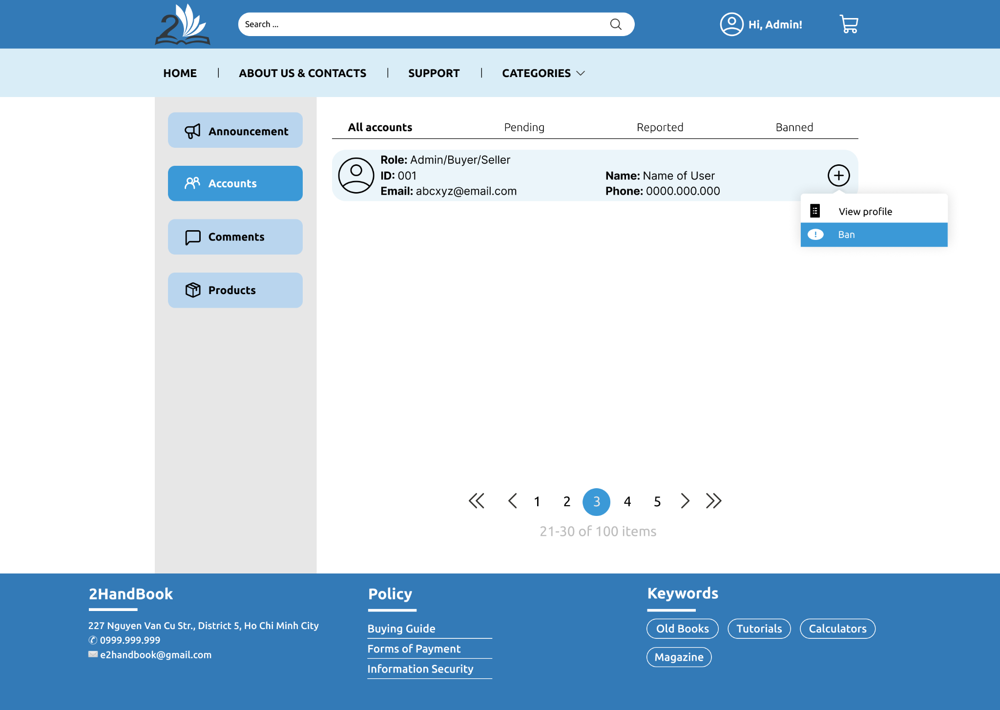 2
Search ...
Hi, Admin!
HOME | ABOUT US & CONTACTS | SUPPORT | CATEGORIES
Announcement
Accounts
Comments
Products
All accounts Pending Reported Banned
Role: Admin/Buyer/Seller
ID: 001 Name: Name of User
Email: abcxyz@email.com Phone: 0000.000.000
View profile
! Ban
1 2 3 4 5
21-30 of 100 items
2HandBook
227 Nguyen Van Cu Str., District 5, Ho Chi Minh City
✆ 0999.999.999
✉ e2handbook@gmail.com
Policy
Buying Guide
Forms of Payment
Information Security
Keywords
Old Books Tutorials Calculators
Magazine